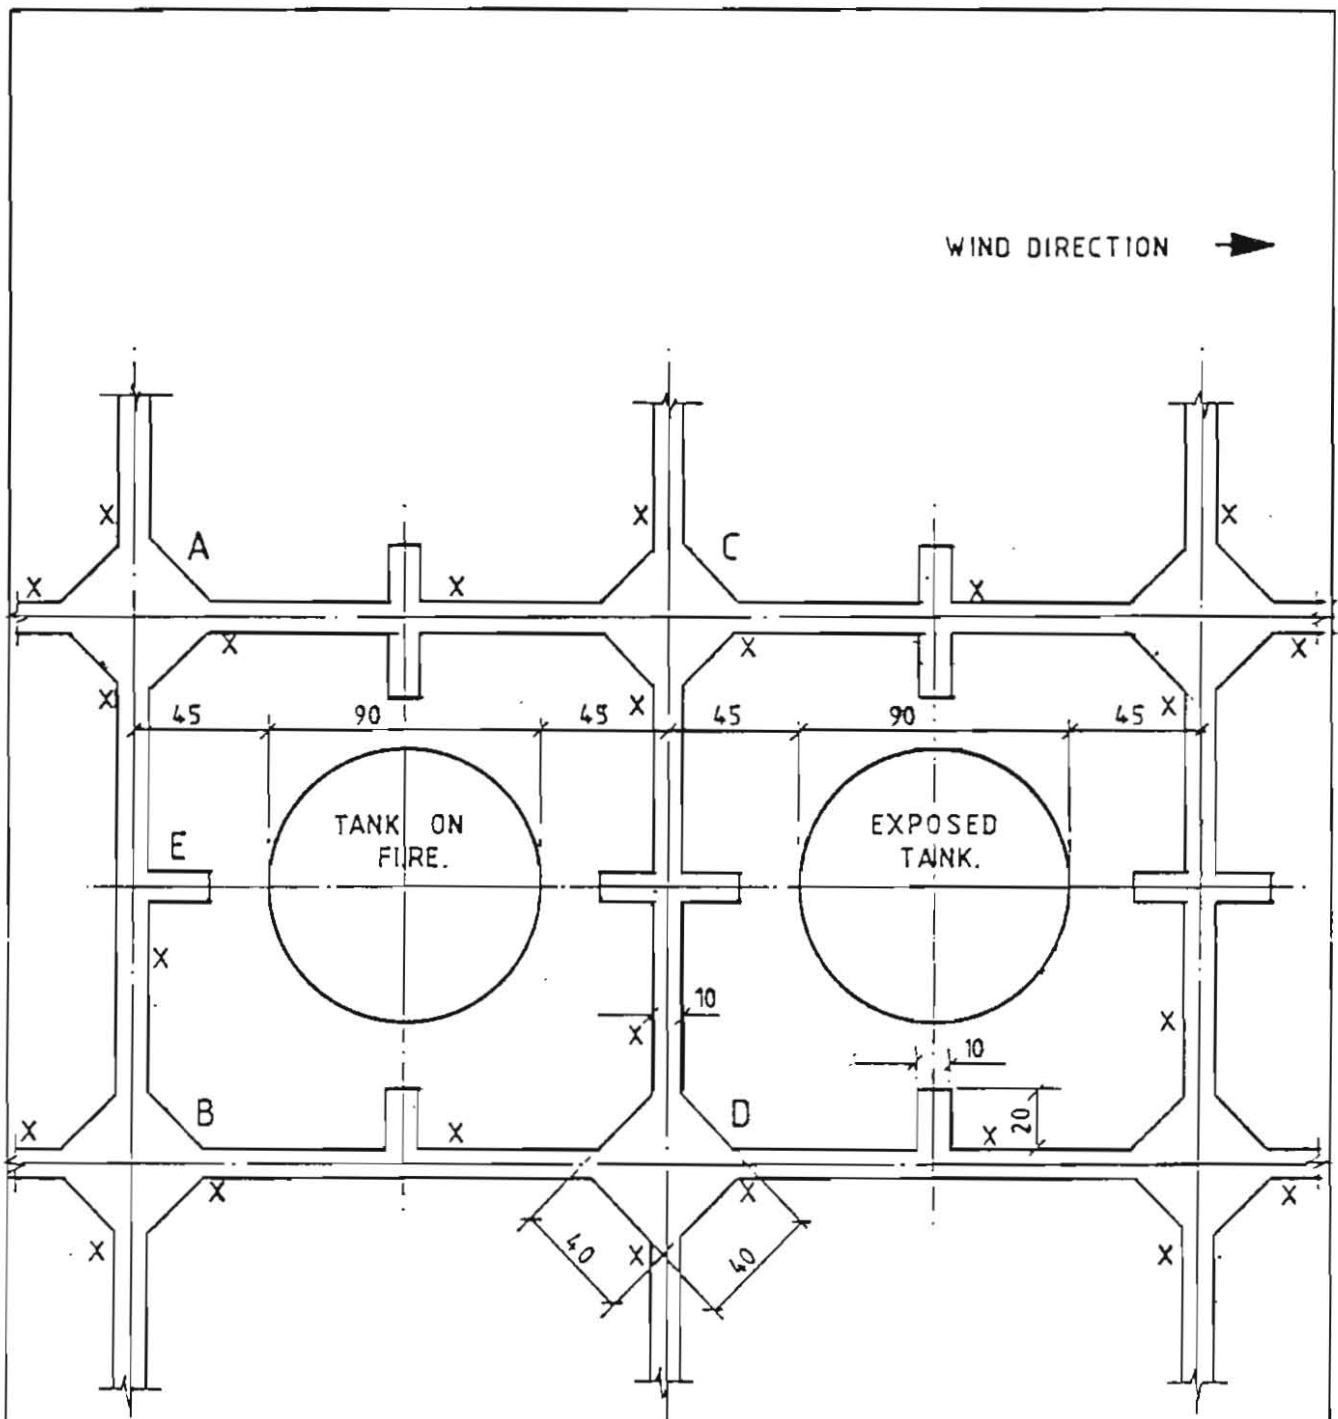 WIND DIRECTION
X X X X
A C
X X X X
X X X
X X X
45 90 45 45 90 45
TANK ON EXPOSED
FIRE. TANK.
E
X
10
X X
10
B D 20
X X X
X X X
X 40 X 40 X